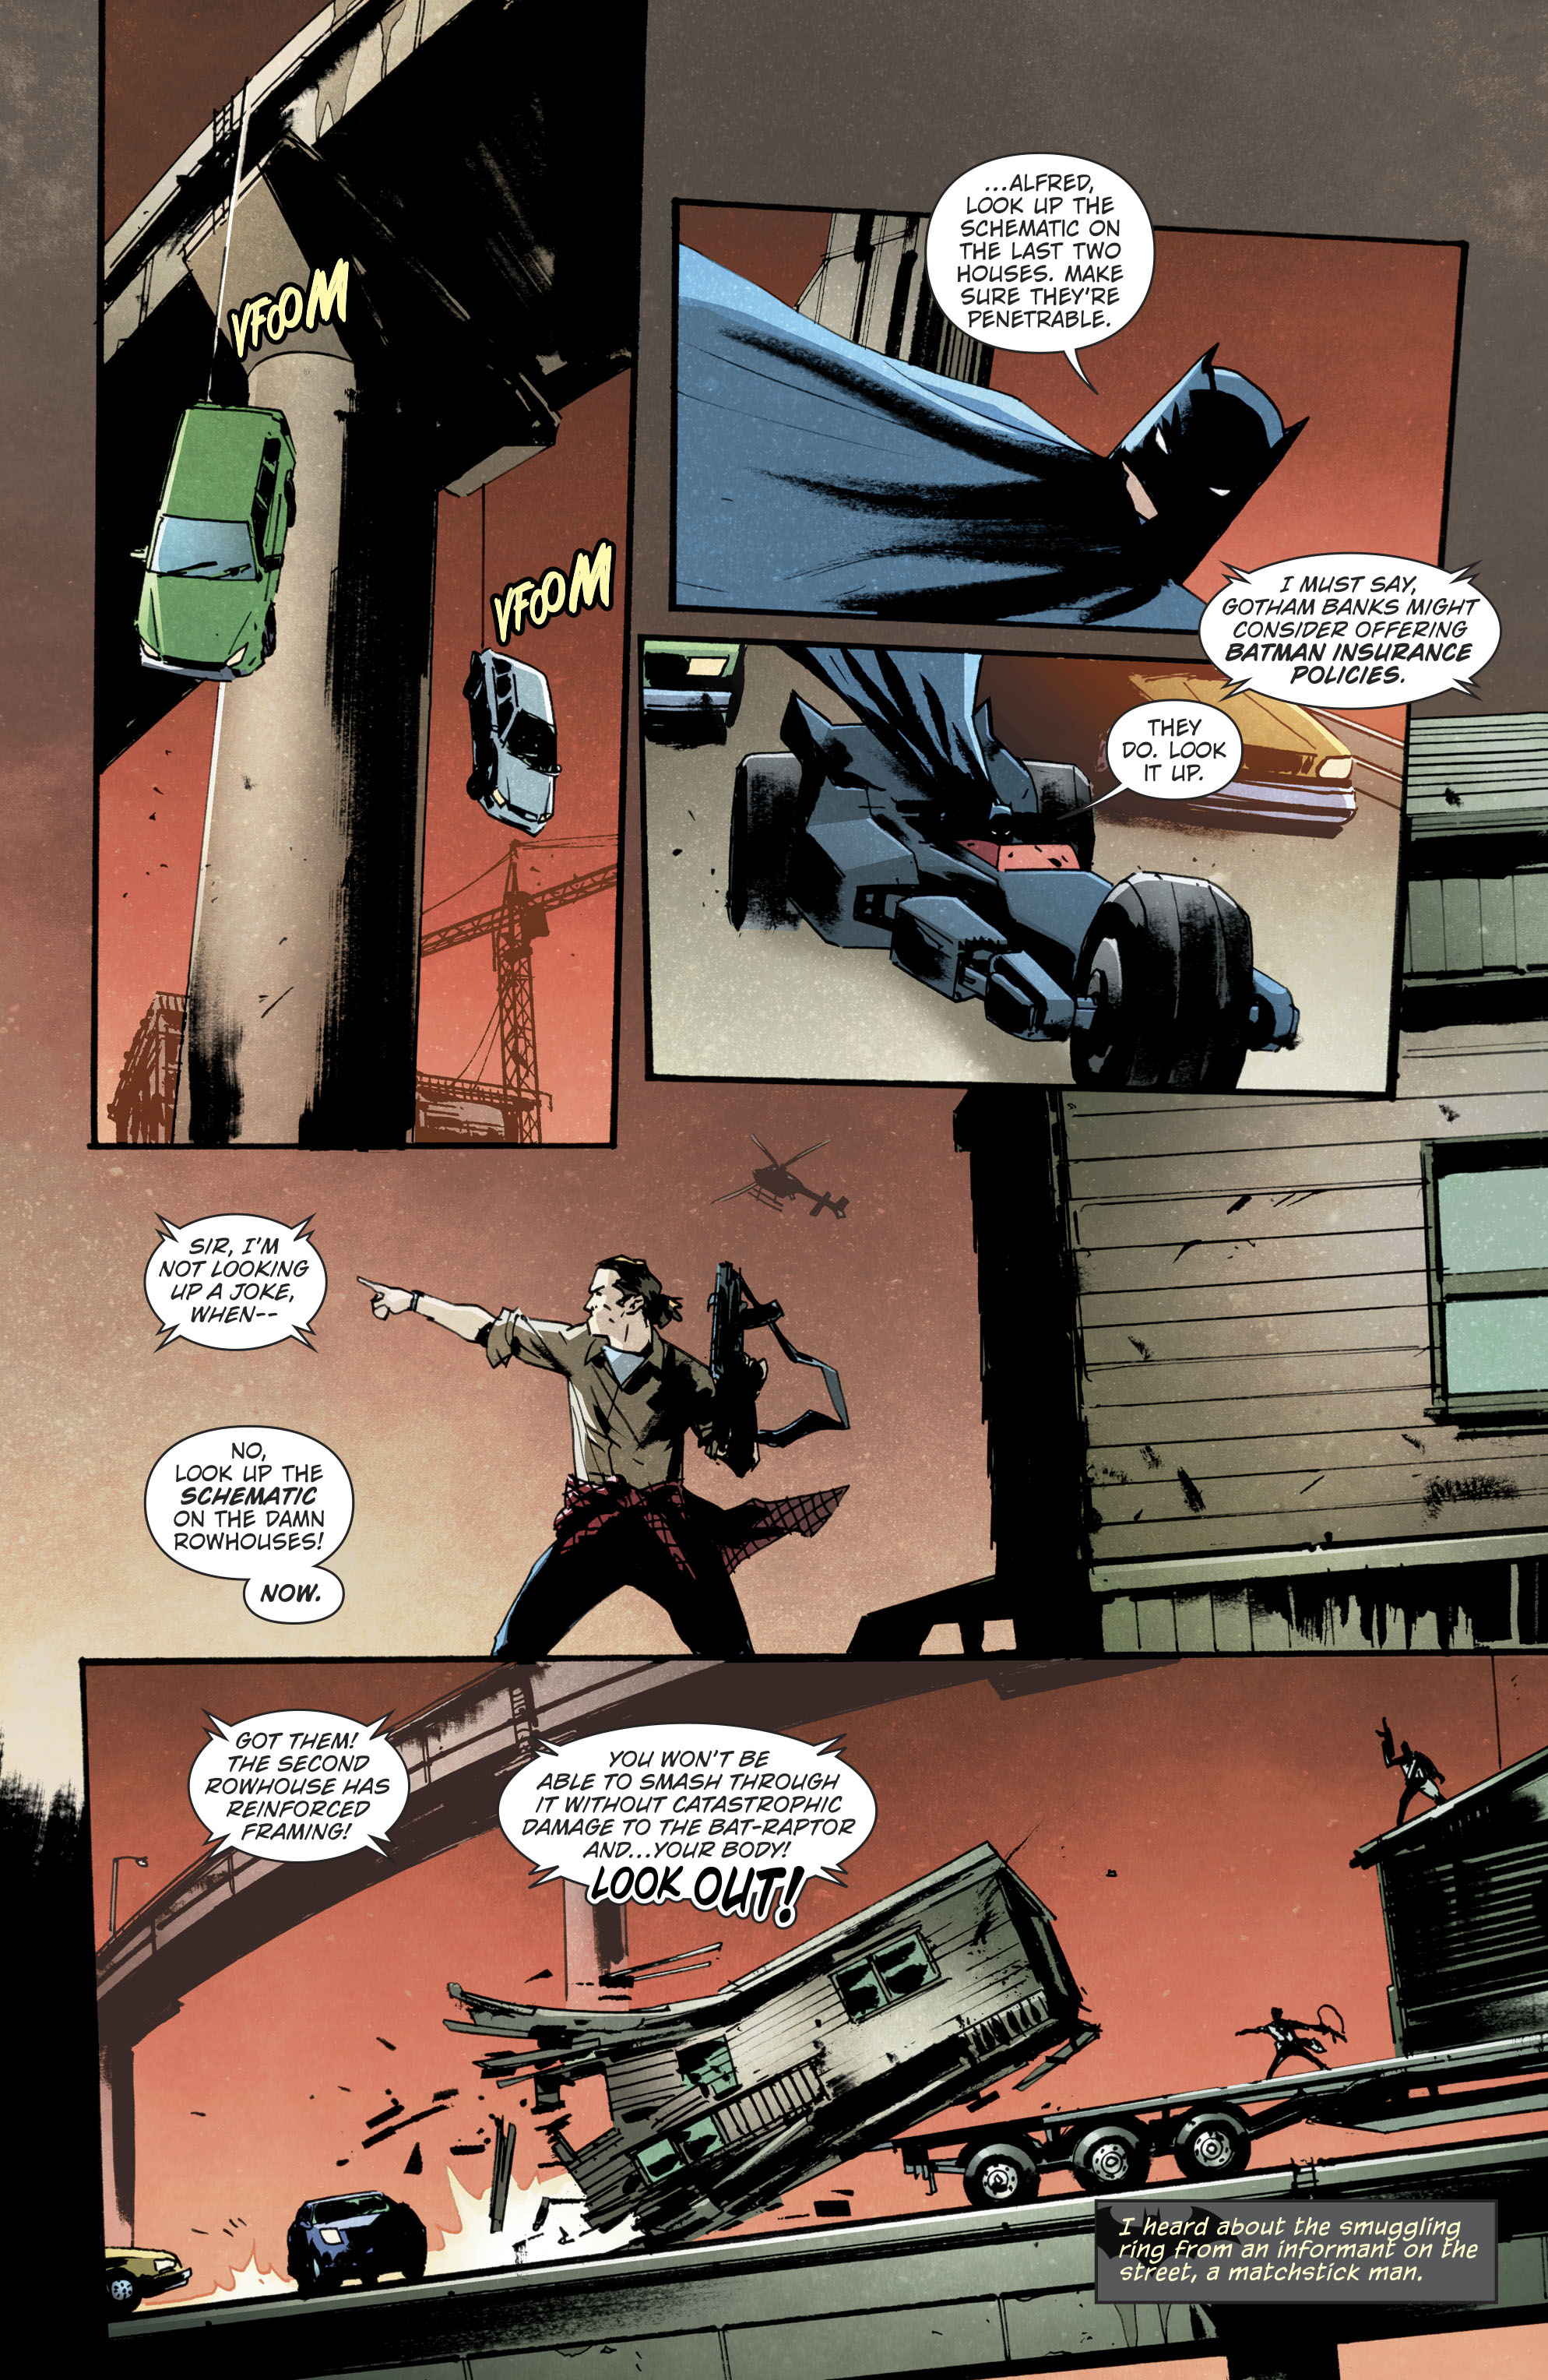 VFOOM
VFOOM
...ALFRED,
LOOK UP THE
SCHEMATIC ON
THE LAST TWO
HOUSES. MAKE
SURE THEY'RE
PENETRABLE.
I MUST SAY,
GOTHAM BANKS MIGHT
CONSIDER OFFERING
BATMAN INSURANCE
POLICIES.
THEY
DO. LOOK
IT UP.
SIR, I'M
NOT LOOKING
UP A JOKE,
WHEN--
NO,
LOOK UP THE
SCHEMATIC
ON THE DAMN
ROWHOUSES!
NOW.
GOT THEM!
THE SECOND
ROWHOUSE HAS
REINFORCED
FRAMING!
YOU WON'T BE
ABLE TO SMASH THROUGH
IT WITHOUT CATASTROPHIC
DAMAGE TO THE BAT-RAPTOR
AND...YOUR BODY!
LOOK OUT!
I heard about the smuggling
ring from an informant on the
street, a matchstick man.